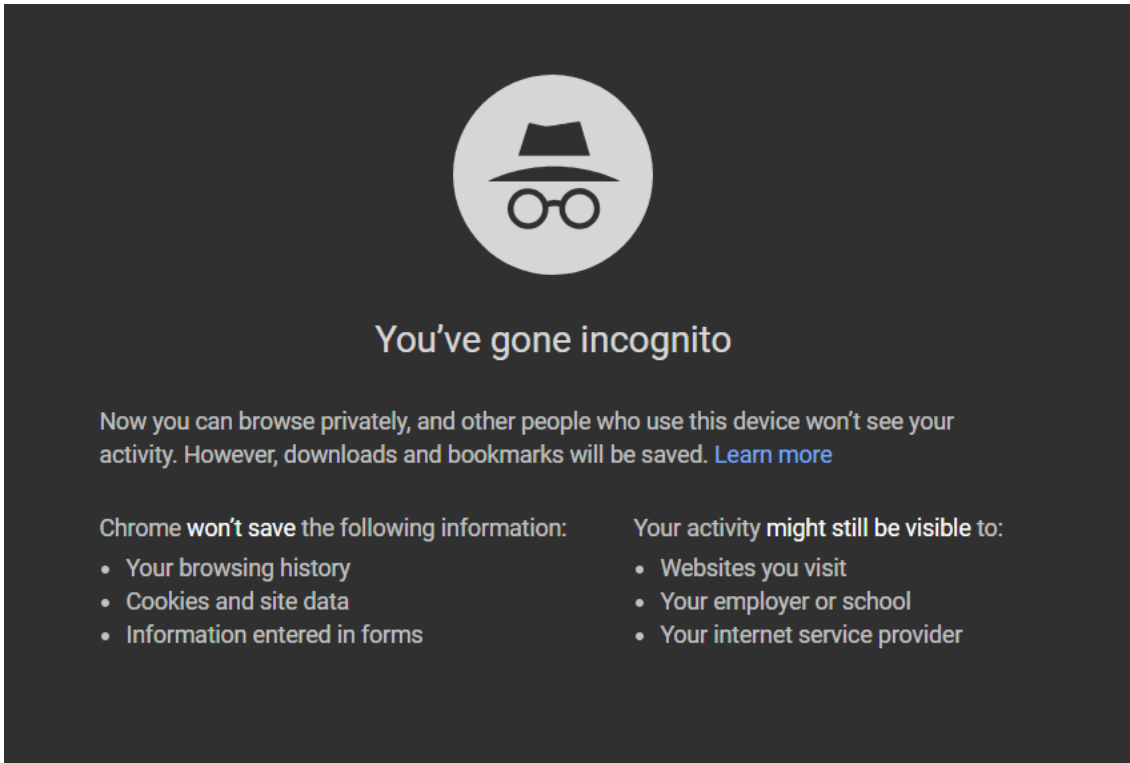 You’ve gone incognito
Now you can browse privately, and other people who use this device won’t see your
activity. However, downloads and bookmarks will be saved. Learn more
Chrome won’t save the following information:
• Your browsing history
• Cookies and site data
• Information entered in forms
Your activity might still be visible to:
• Websites you visit
• Your employer or school
• Your internet service provider